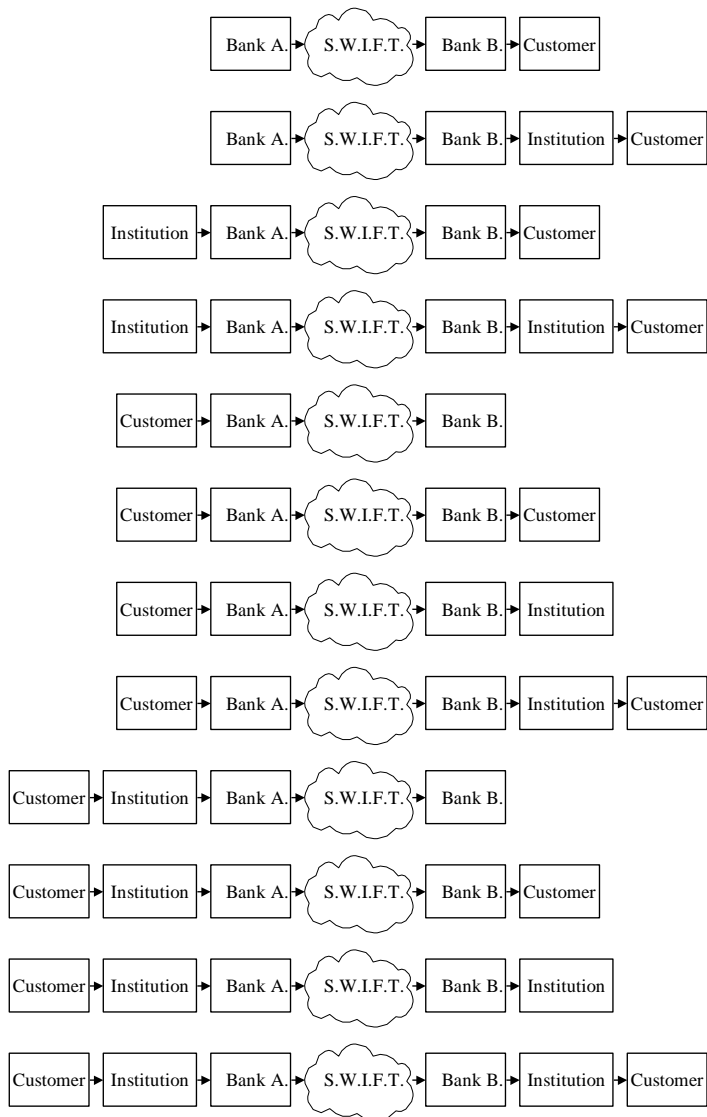 Bank A. S.W.I.F.T. Bank B. Customer
Bank A. S.W.I.F.T. Bank B. Institution Customer
Institution Bank A. S.W.I.F.T. Bank B. Customer
Institution Bank A. S.W.I.F.T. Bank B. Institution Customer
Customer Bank A. S.W.I.F.T. Bank B.
Customer Bank A. S.W.I.F.T. Bank B. Customer
Customer Bank A. S.W.I.F.T. Bank B. Institution
Customer Bank A. S.W.I.F.T. Bank B. Institution Customer
Customer Institution Bank A. S.W.I.F.T. Bank B.
Customer Institution Bank A. S.W.I.F.T. Bank B. Customer
Customer Institution Bank A. S.W.I.F.T. Bank B. Institution
Customer Institution Bank A. S.W.I.F.T. Bank B. Institution Customer